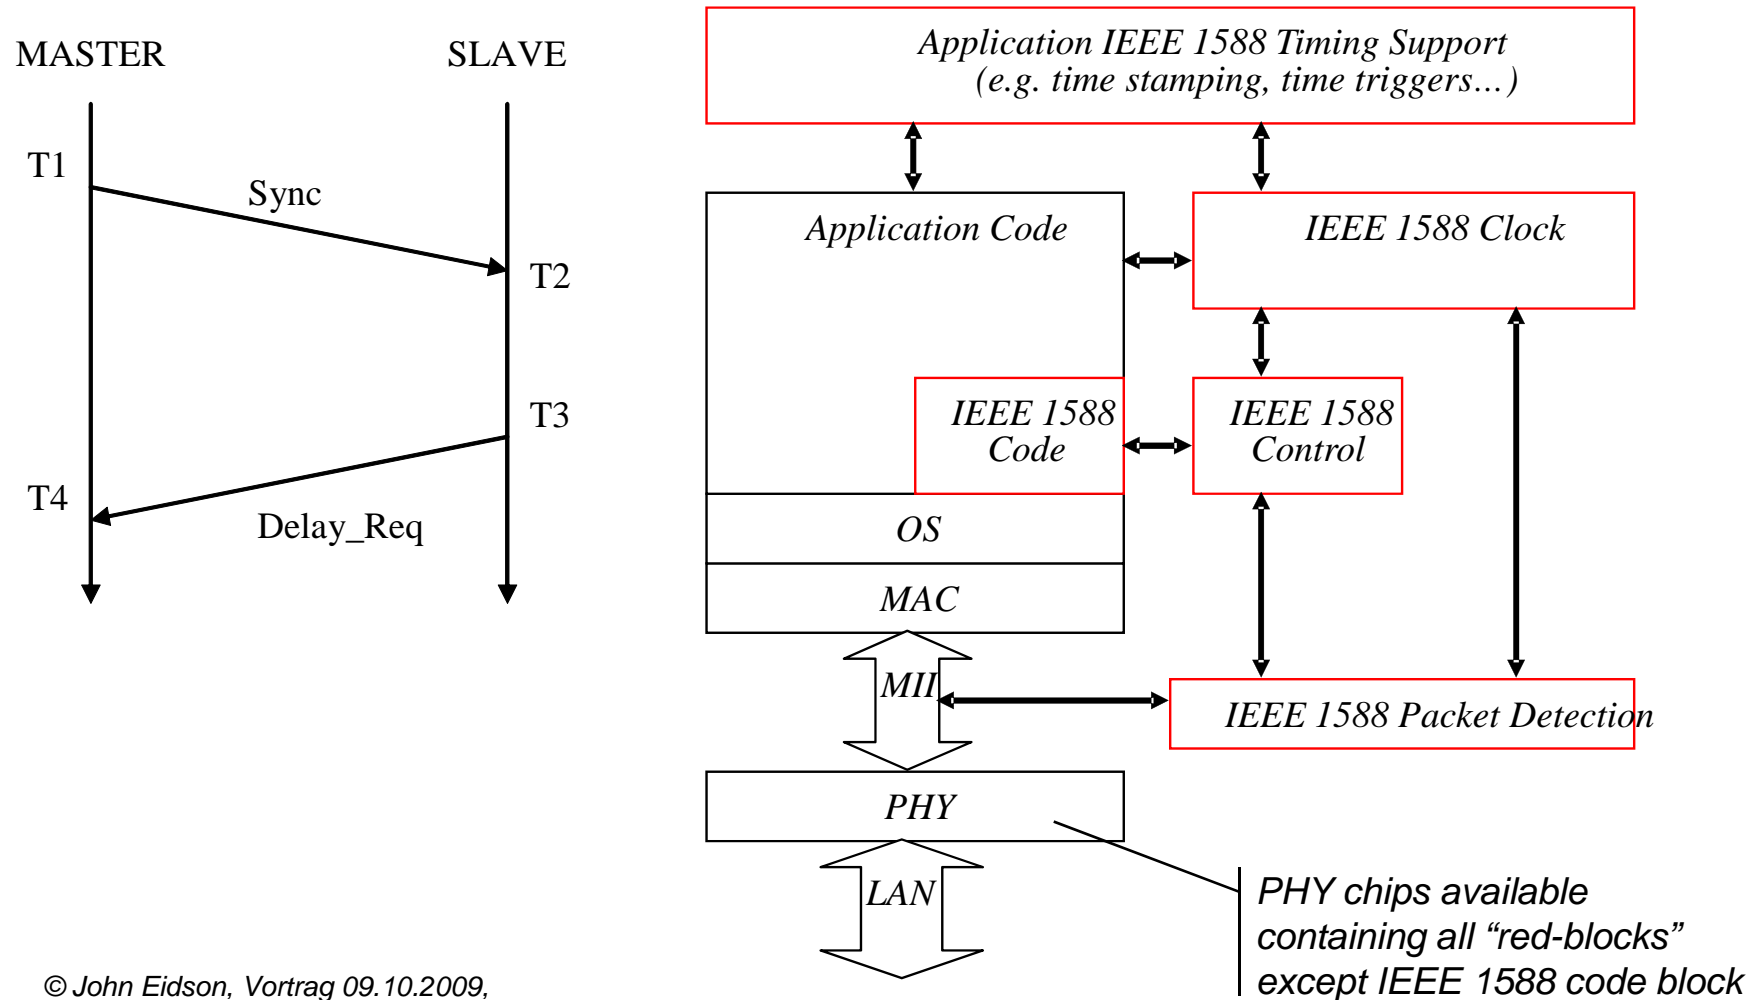 MASTER
SLAVE
T1
Sync
T2
T3
T4
Delay_Req
Application IEEE 1588 Timing Support
(e.g. time stamping, time triggers…)
Application Code
IEEE 1588 Clock
IEEE 1588
Code
IEEE 1588
Control
OS
MAC
MII
IEEE 1588 Packet Detection
PHY
LAN
PHY chips available
containing all “red-blocks”
except IEEE 1588 code block
© John Eidson, Vortrag 09.10.2009,